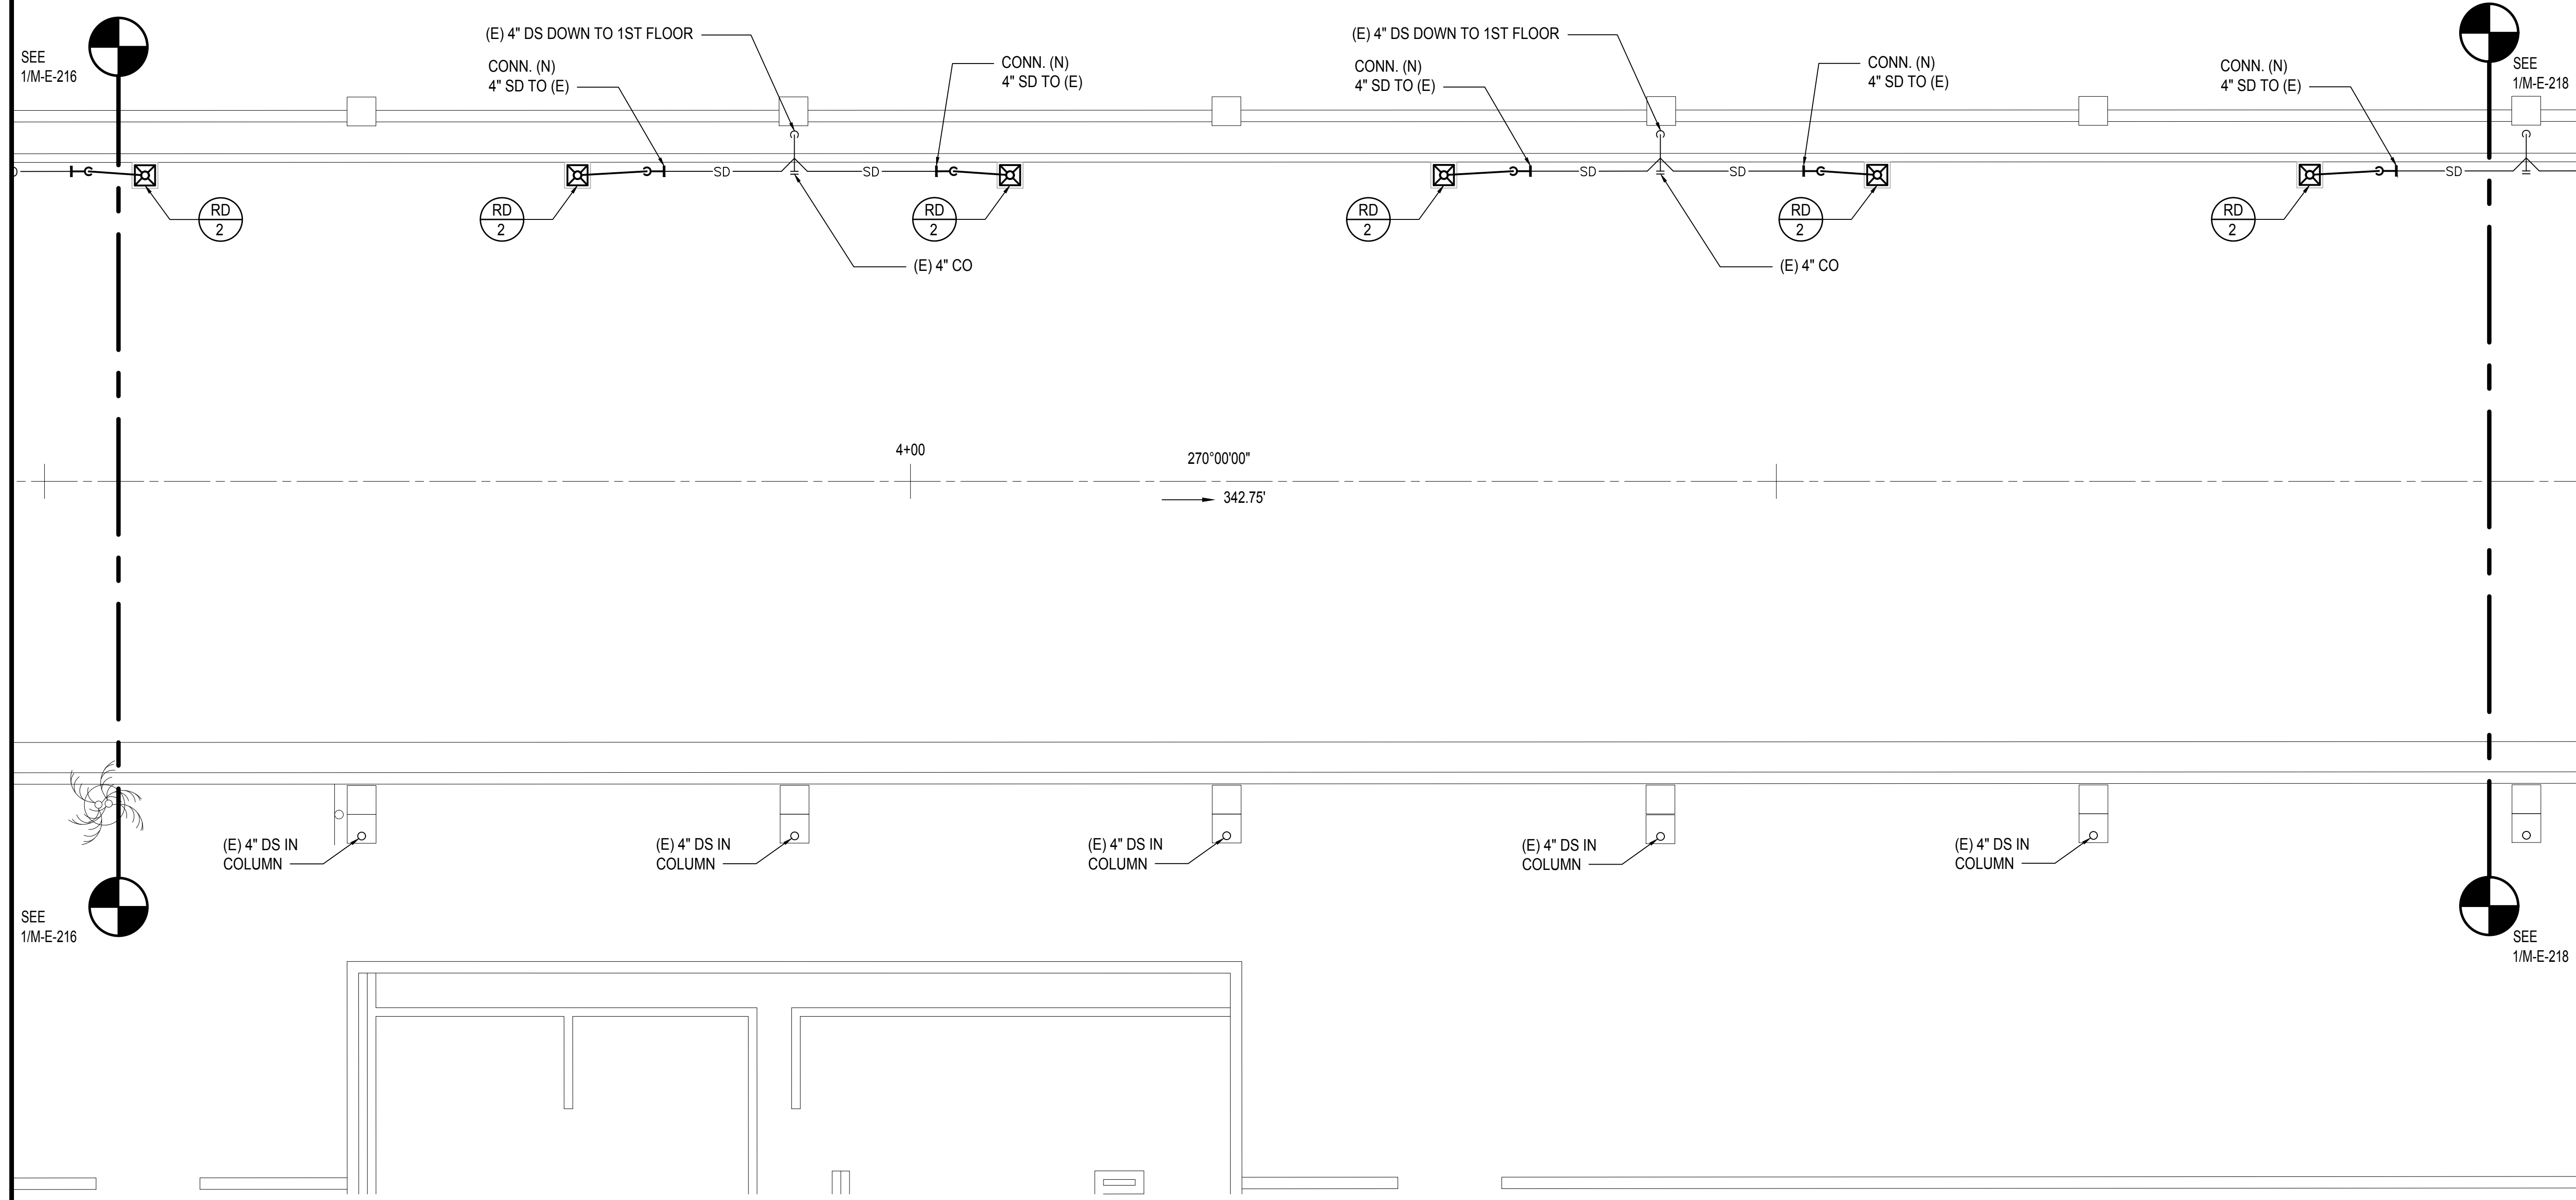 (E) 4" DS DOWN TO 1ST FLOOR
(E) 4" DS DOWN TO 1ST FLOOR
SEE
1/M-E-216
CONN. (N)
4" SD TO (E)
CONN. (N)
4" SD TO (E)
CONN. (N)
4" SD TO (E)
CONN. (N)
4" SD TO (E)
CONN. (N)
4" SD TO (E)
SEE
1/M-E-218
SD
SD
SD
SD
SD
RD
2
RD
2
RD
2
RD
2
RD
2
RD
2
(E) 4" CO
(E) 4" CO
4+00
270°00'00"
342.75'
(E) 4" DS IN
COLUMN
(E) 4" DS IN
COLUMN
(E) 4" DS IN
COLUMN
(E) 4" DS IN
COLUMN
(E) 4" DS IN
COLUMN
SEE
1/M-E-216
SEE
1/M-E-218